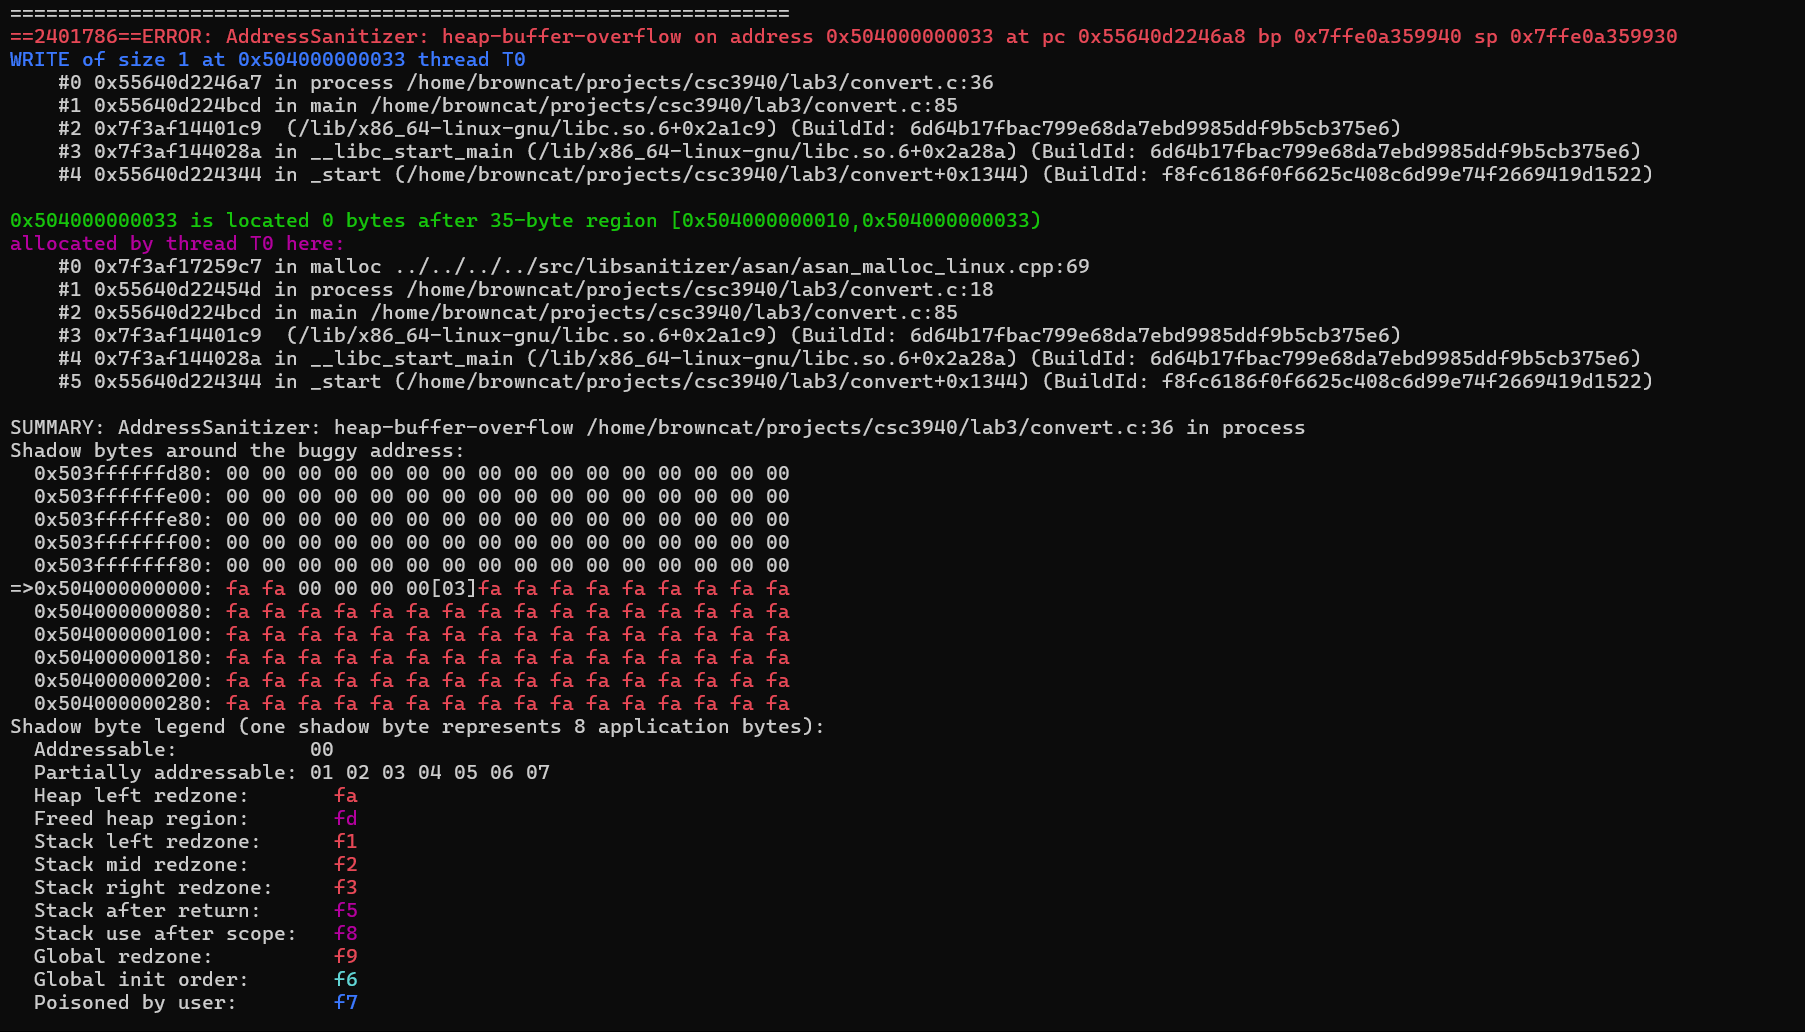 =================================================================
==2401786==ERROR: AddressSanitizer: heap-buffer-overflow on address 0x504000000033 at pc 0x55640d2246a8 bp 0x7ffe0a359940 sp 0x7ffe0a359930
WRITE of size 1 at 0x504000000033 thread T0
    #0 0x55640d2246a7 in process /home/browncat/projects/csc3940/lab3/convert.c:36
    #1 0x55640d224bcd in main /home/browncat/projects/csc3940/lab3/convert.c:85
    #2 0x7f3af14401c9  (/lib/x86_64-linux-gnu/libc.so.6+0x2a1c9) (BuildId: 6d64b17fbac799e68da7ebd9985ddf9b5cb375e6)
    #3 0x7f3af144028a in __libc_start_main (/lib/x86_64-linux-gnu/libc.so.6+0x2a28a) (BuildId: 6d64b17fbac799e68da7ebd9985ddf9b5cb375e6)
    #4 0x55640d224344 in _start (/home/browncat/projects/csc3940/lab3/convert+0x1344) (BuildId: f8fc6186f0f6625c408c6d99e74f2669419d1522)

0x504000000033 is located 0 bytes after 35-byte region [0x504000000010,0x504000000033)
allocated by thread T0 here:
    #0 0x7f3af17259c7 in malloc ../../../../src/libsanitizer/asan/asan_malloc_linux.cpp:69
    #1 0x55640d22454d in process /home/browncat/projects/csc3940/lab3/convert.c:18
    #2 0x55640d224bcd in main /home/browncat/projects/csc3940/lab3/convert.c:85
    #3 0x7f3af14401c9  (/lib/x86_64-linux-gnu/libc.so.6+0x2a1c9) (BuildId: 6d64b17fbac799e68da7ebd9985ddf9b5cb375e6)
    #4 0x7f3af144028a in __libc_start_main (/lib/x86_64-linux-gnu/libc.so.6+0x2a28a) (BuildId: 6d64b17fbac799e68da7ebd9985ddf9b5cb375e6)
    #5 0x55640d224344 in _start (/home/browncat/projects/csc3940/lab3/convert+0x1344) (BuildId: f8fc6186f0f6625c408c6d99e74f2669419d1522)

SUMMARY: AddressSanitizer: heap-buffer-overflow /home/browncat/projects/csc3940/lab3/convert.c:36 in process
Shadow bytes around the buggy address:
  0x503ffffffd80: 00 00 00 00 00 00 00 00 00 00 00 00 00 00 00 00
  0x503ffffffe00: 00 00 00 00 00 00 00 00 00 00 00 00 00 00 00 00
  0x503ffffffe80: 00 00 00 00 00 00 00 00 00 00 00 00 00 00 00 00
  0x503fffffff00: 00 00 00 00 00 00 00 00 00 00 00 00 00 00 00 00
  0x503fffffff80: 00 00 00 00 00 00 00 00 00 00 00 00 00 00 00 00
=>0x504000000000: fa fa 00 00 00 00[03]fa fa fa fa fa fa fa fa fa
  0x504000000080: fa fa fa fa fa fa fa fa fa fa fa fa fa fa fa fa
  0x504000000100: fa fa fa fa fa fa fa fa fa fa fa fa fa fa fa fa
  0x504000000180: fa fa fa fa fa fa fa fa fa fa fa fa fa fa fa fa
  0x504000000200: fa fa fa fa fa fa fa fa fa fa fa fa fa fa fa fa
  0x504000000280: fa fa fa fa fa fa fa fa fa fa fa fa fa fa fa fa
Shadow byte legend (one shadow byte represents 8 application bytes):
  Addressable:           00
  Partially addressable: 01 02 03 04 05 06 07
  Heap left redzone:       fa
  Freed heap region:       fd
  Stack left redzone:      f1
  Stack mid redzone:       f2
  Stack right redzone:     f3
  Stack after return:      f5
  Stack use after scope:   f8
  Global redzone:          f9
  Global init order:       f6
  Poisoned by user:        f7